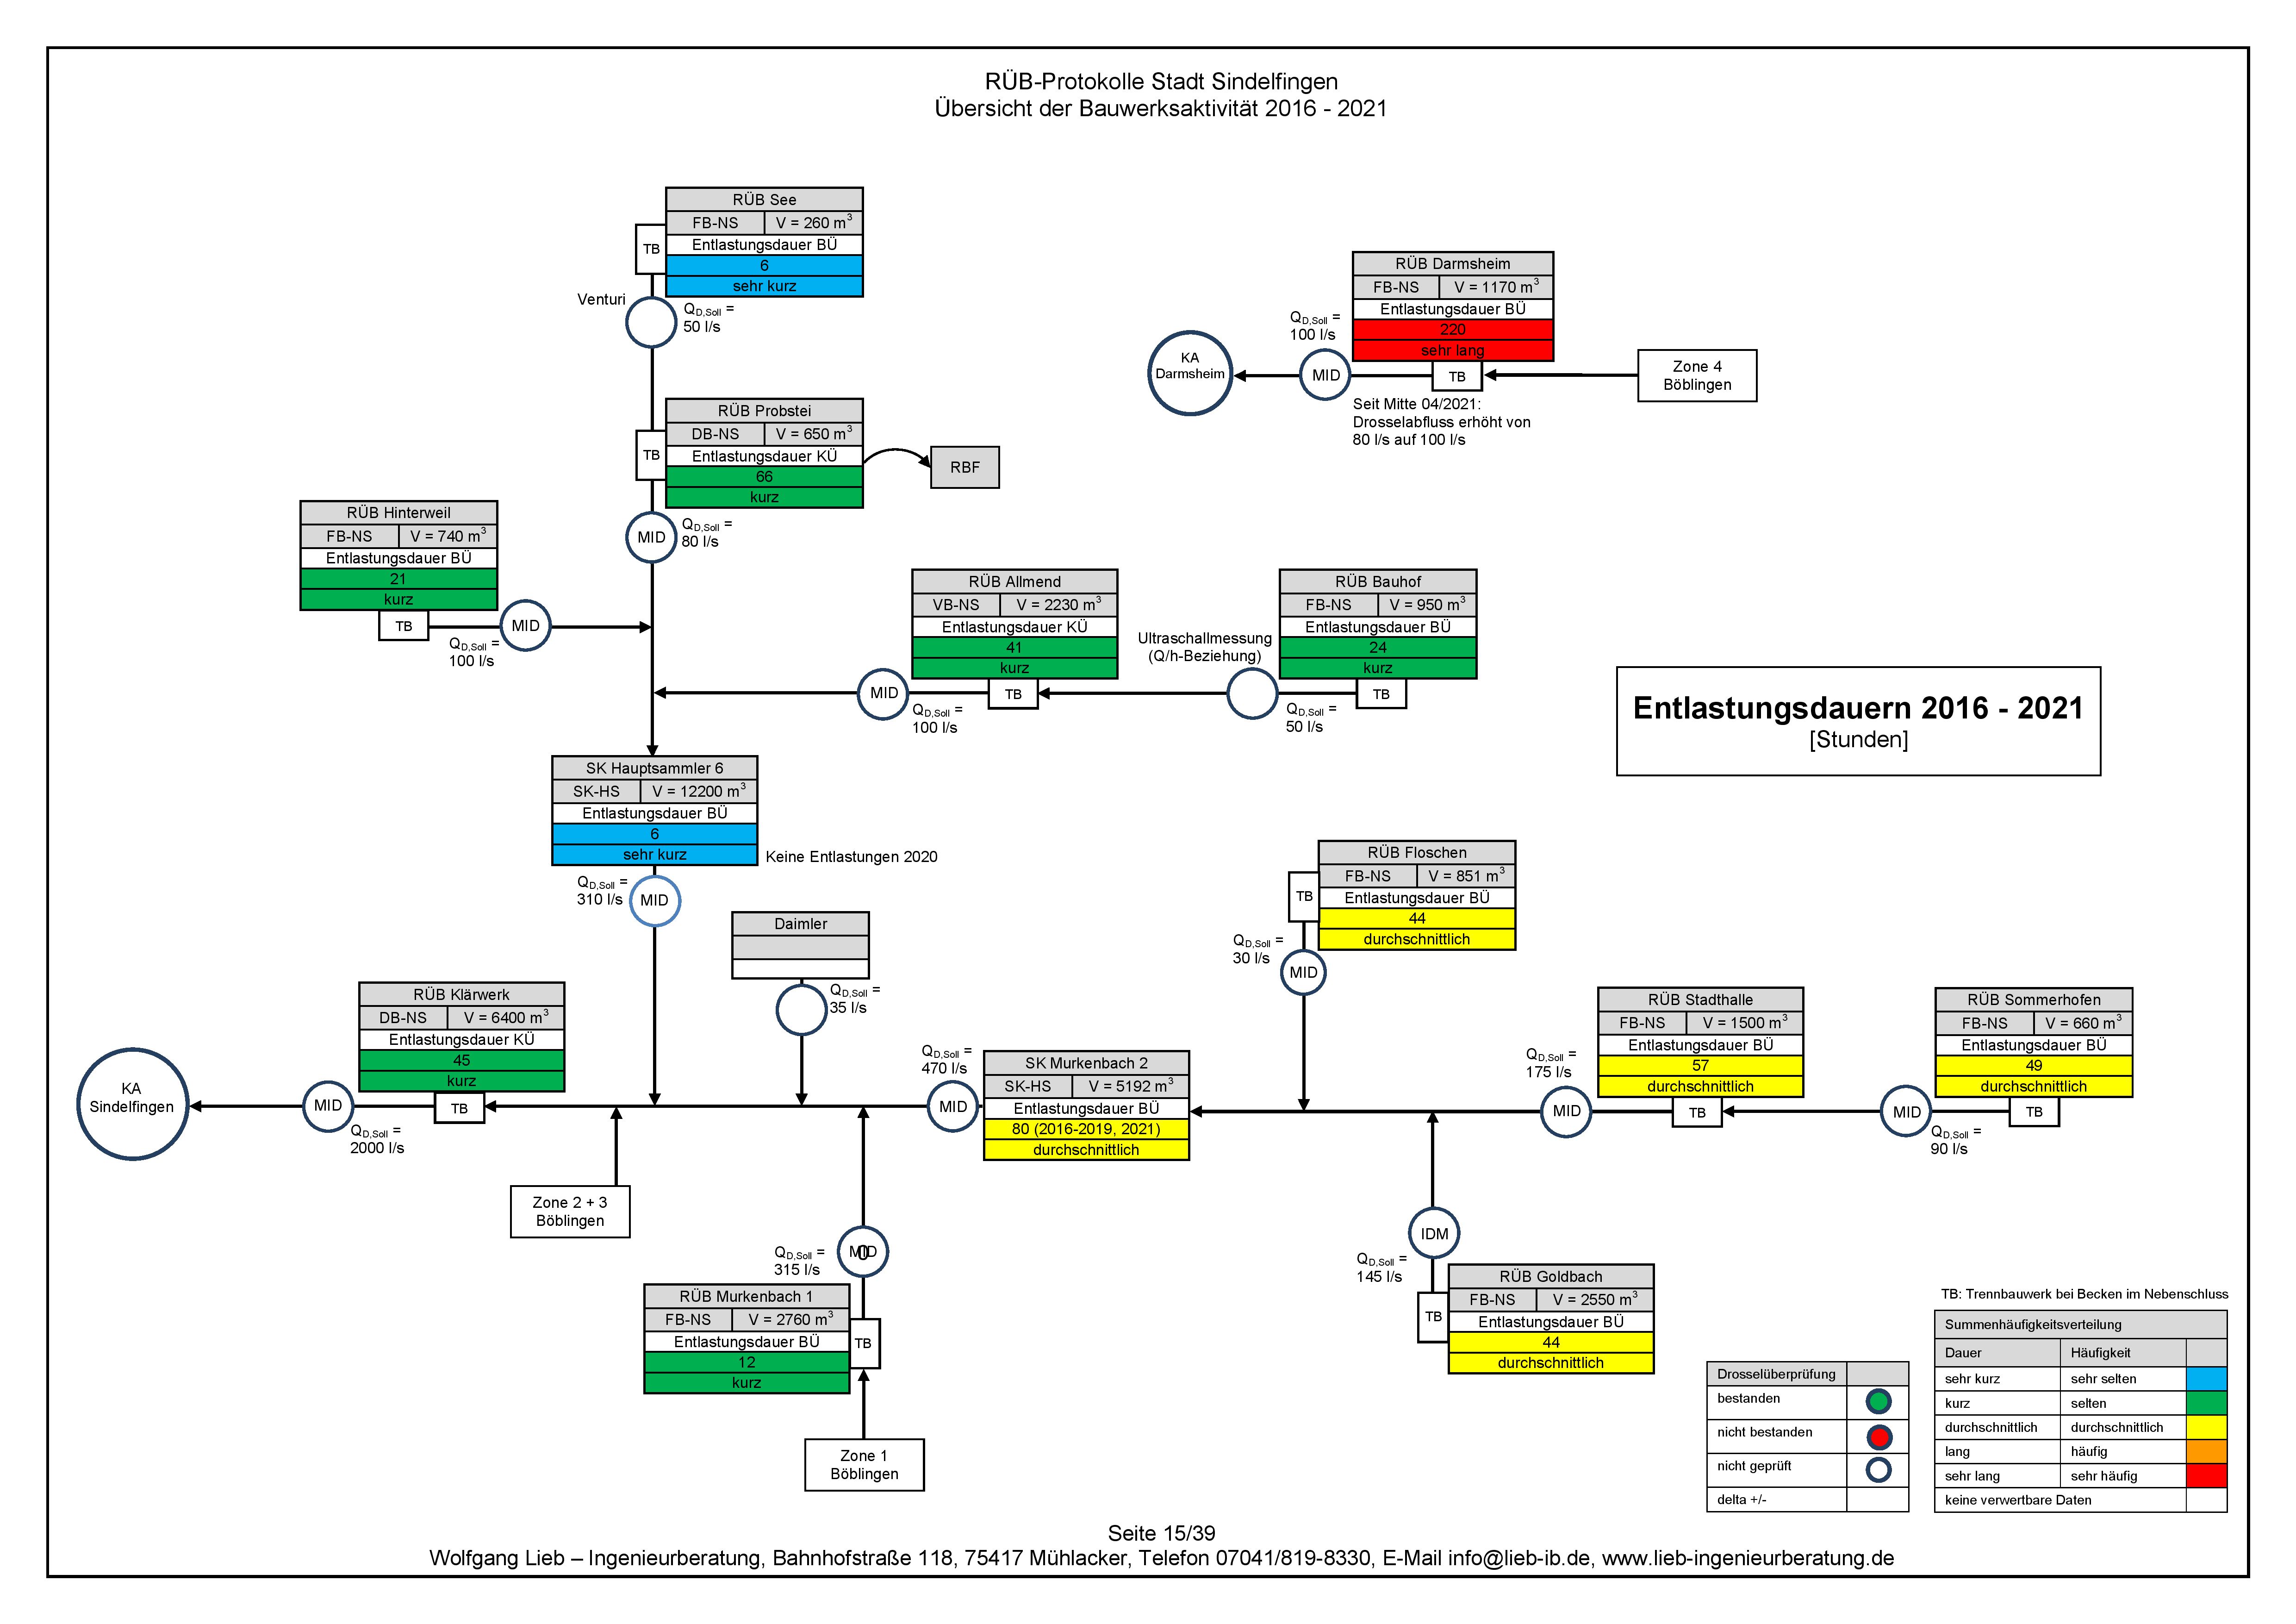 RÜB-Protokolle Stadt Sindelfingen
Übersicht der Bauwerksaktivität 2016 - 2021
RÜB See
FB-NS V = 260 m³
Entlastungsdauer BÜ
6
sehr kurz
TB
Venturi
Q_D,Soll =
50 l/s
RÜB Darmsheim
FB-NS V = 1170 m³
Entlastungsdauer BÜ
220
sehr lang
Q_D,Soll =
100 l/s
KA
Darmsheim
MID
TB
Zone 4
Böblingen
Seit Mitte 04/2021:
Drosselabfluss erhöht von
80 l/s auf 100 l/s
RÜB Probstei
DB-NS V = 650 m³
Entlastungsdauer KÜ
66
kurz
TB
RBF
MID
Q_D,Soll =
80 l/s
RÜB Hinterweil
FB-NS V = 740 m³
Entlastungsdauer BÜ
21
kurz
TB
MID
Q_D,Soll =
100 l/s
RÜB Allmend
VB-NS V = 2230 m³
Entlastungsdauer KÜ
41
kurz
MID
TB
Q_D,Soll =
100 l/s
Ultraschallmessung
(Q/h-Beziehung)
RÜB Bauhof
FB-NS V = 950 m³
Entlastungsdauer BÜ
24
kurz
TB
Q_D,Soll =
50 l/s
Entlastungsdauern 2016 - 2021
[Stunden]
SK Hauptsammler 6
SK-HS V = 12200 m³
Entlastungsdauer BÜ
6
sehr kurz
Keine Entlastungen 2020
Q_D,Soll =
310 l/s
MID
Daimler
Q_D,Soll =
35 l/s
RÜB Floschen
FB-NS V = 851 m³
Entlastungsdauer BÜ
44
durchschnittlich
TB
Q_D,Soll =
30 l/s
MID
RÜB Klärwerk
DB-NS V = 6400 m³
Entlastungsdauer KÜ
45
kurz
KA
Sindelfingen
MID
TB
Q_D,Soll =
2000 l/s
Q_D,Soll =
470 l/s
MID
SK Murkenbach 2
SK-HS V = 5192 m³
Entlastungsdauer BÜ
80 (2016-2019, 2021)
durchschnittlich
RÜB Stadthalle
FB-NS V = 1500 m³
Entlastungsdauer BÜ
57
durchschnittlich
Q_D,Soll =
175 l/s
MID
TB
RÜB Sommerhofen
FB-NS V = 660 m³
Entlastungsdauer BÜ
49
durchschnittlich
MID
TB
Q_D,Soll =
90 l/s
Zone 2 + 3
Böblingen
Q_D,Soll =
315 l/s
MID
0
RÜB Murkenbach 1
FB-NS V = 2760 m³
Entlastungsdauer BÜ
12
kurz
TB
Zone 1
Böblingen
IDM
Q_D,Soll =
145 l/s
RÜB Goldbach
FB-NS V = 2550 m³
Entlastungsdauer BÜ
44
durchschnittlich
TB
Drosselüberprüfung
bestanden
nicht bestanden
nicht geprüft
delta +/-
TB: Trennbauwerk bei Becken im Nebenschluss
Summenhäufigkeitsverteilung
Dauer Häufigkeit
sehr kurz sehr selten
kurz selten
durchschnittlich durchschnittlich
lang häufig
sehr lang sehr häufig
keine verwertbare Daten
Seite 15/39
Wolfgang Lieb – Ingenieurberatung, Bahnhofstraße 118, 75417 Mühlacker, Telefon 07041/819-8330, E-Mail info@lieb-ib.de, www.lieb-ingenieurberatung.de